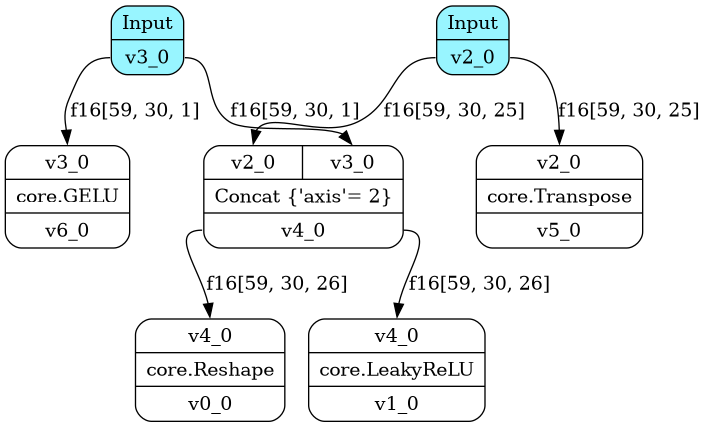 Input
v3_0
Input
v2_0
f16[59, 30, 1]
f16[59, 30, 1]
f16[59, 30, 25]
f16[59, 30, 25]
v3_0
core.GELU
v6_0
v2_0 v3_0
Concat {'axis'= 2}
v4_0
v2_0
core.Transpose
v5_0
f16[59, 30, 26]
f16[59, 30, 26]
v4_0
core.Reshape
v0_0
v4_0
core.LeakyReLU
v1_0